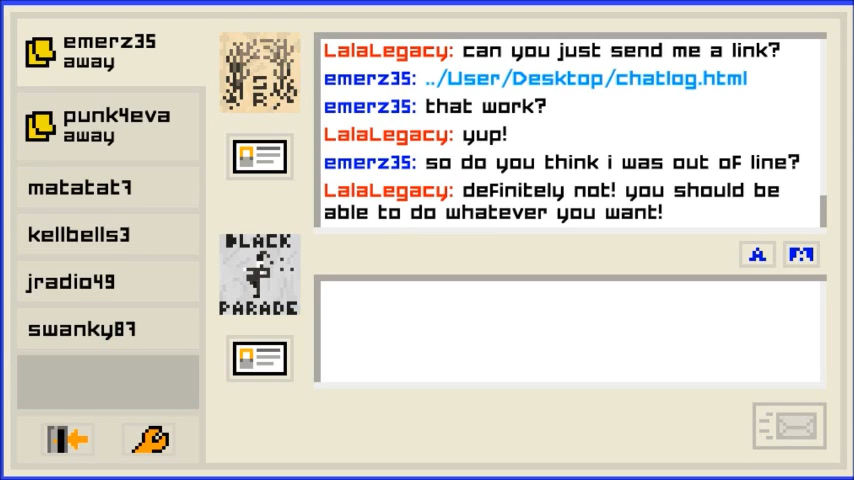 emerz35
away
punk4eva
away
matatat7
kellbells3
jradio49
swanky87
SR
BLACK
PARADE
LalaLegacy: can you just send me a link?
emerz35: ../User/Desktop/chatlog.html
emerz35: that work?
LalaLegacy: yup!
emerz35: so do you think i was out of line?
LalaLegacy: definitely not! you should be
able to do whatever you want!
A